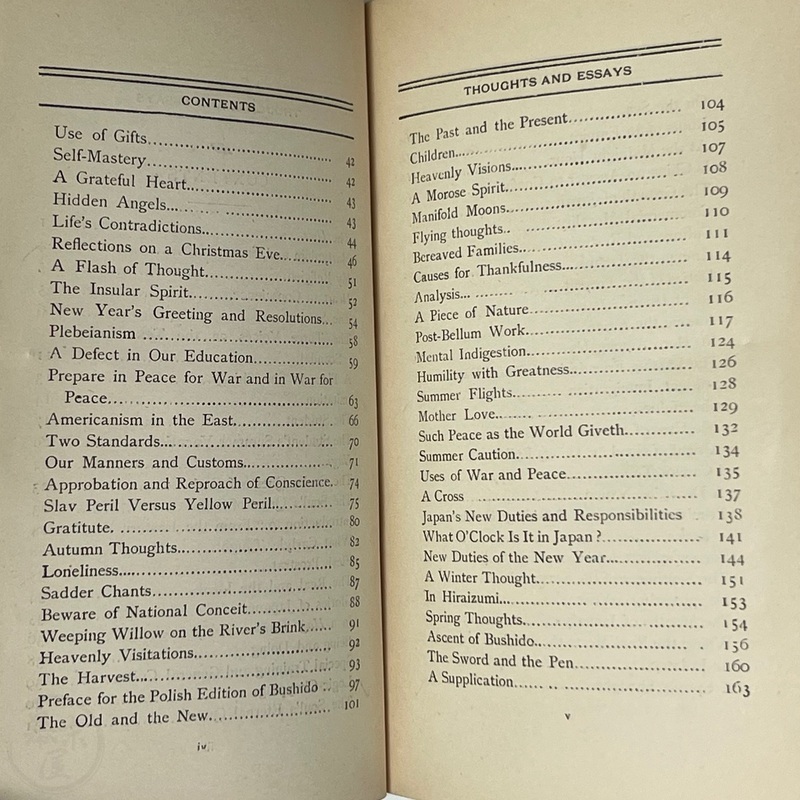 CONTENTS
Use of Gifts 42
Self-Mastery 42
A Grateful Heart 43
Hidden Angels 43
Life's Contradictions 44
Reflections on a Christmas Eve 46
A Flash of Thought 51
The Insular Spirit 52
New Year's Greeting and Resolutions 54
Plebeianism 58
A Defect in Our Education 59
Prepare in Peace for War and in War for
Peace 63
Americanism in the East 66
Two Standards 70
Our Manners and Customs 71
Approbation and Reproach of Conscience 74
Slav Peril Versus Yellow Peril 75
Gratitude 80
Autumn Thoughts 82
Loneliness 85
Sadder Chants 87
Beware of National Conceit 88
Weeping Willow on the River's Brink 91
Heavenly Visitations 92
The Harvest 93
Preface for the Polish Edition of Bushido 97
The Old and the New 101
iv
THOUGHTS AND ESSAYS
The Past and the Present 104
Children 105
Heavenly Visions 107
A Morose Spirit 108
Manifold Moons 109
Flying thoughts 110
Bereaved Families 111
Causes for Thankfulness 114
Analysis 115
A Piece of Nature 116
Post-Bellum Work 117
Mental Indigestion 124
Humility with Greatness 126
Summer Flights 128
Mother Love 129
Such Peace as the World Giveth 132
Summer Caution 134
Uses of War and Peace 135
A Cross 137
Japan's New Duties and Responsibilities 138
What O'Clock Is It in Japan? 141
New Duties of the New Year 144
A Winter Thought 151
In Hiraizumi 153
Spring Thoughts 154
Ascent of Bushido 156
The Sword and the Pen 160
A Supplication 163
v